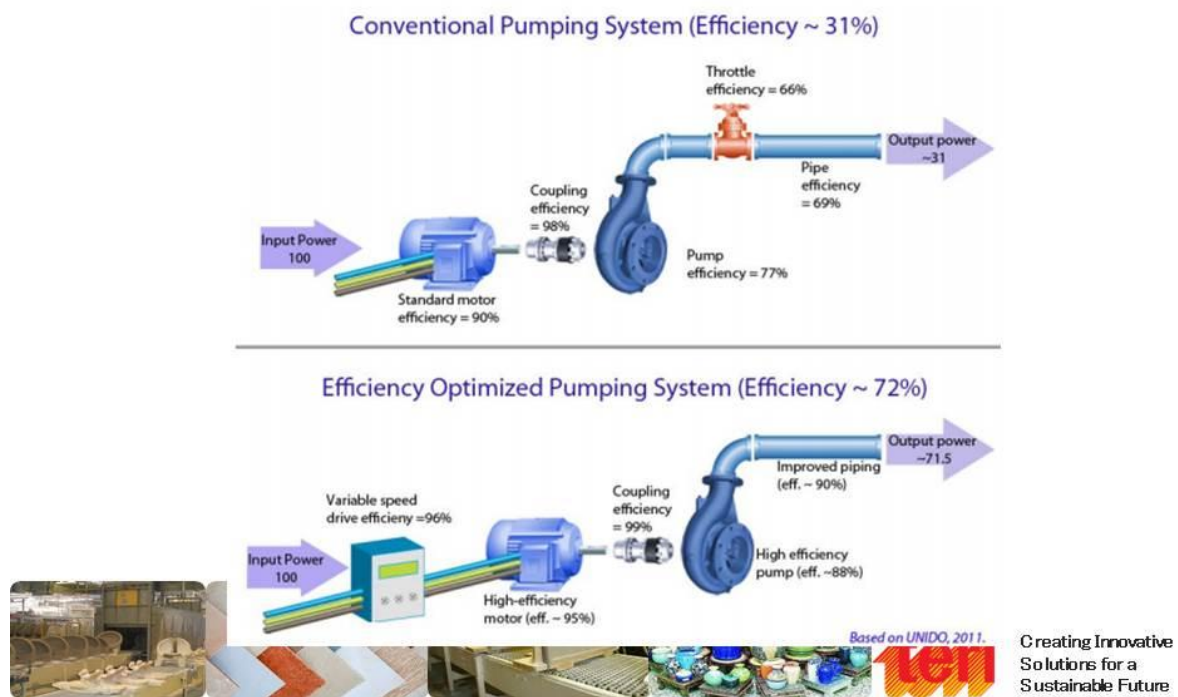 Conventional Pumping System (Efficiency ~ 31%)
Throttle
efficiency = 66%
Output power
~31
Pipe
efficiency
= 69%
Coupling
efficiency
= 98%
Input Power
100
Pump
efficiency = 77%
Standard motor
efficiency = 90%
Efficiency Optimized Pumping System (Efficiency ~ 72%)
Output power
~71.5
Improved piping
(eff. ~ 90%)
Variable speed
drive efficieny =96%
Coupling
efficiency
= 99%
Input Power
100
High efficiency
pump (eff. ~88%)
High-efficiency
motor (eff. ~ 95%)
Based on UNIDO, 2011.
teri
Creating Innovative
Solutions for a
Sustainable Future